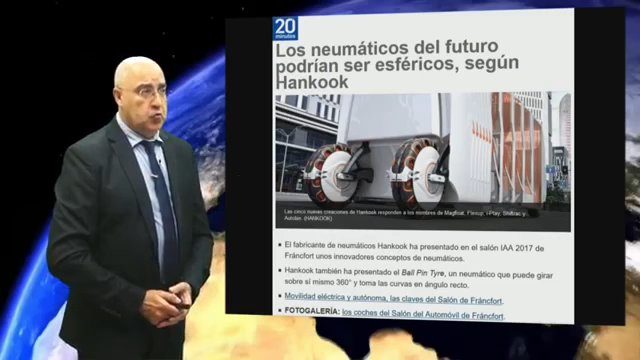 20
minutos
Los neumáticos del futuro
podrían ser esféricos, según
Hankook
Las cinco nuevas creaciones de Hankook responden a los nombres de Magfloat, Flexup, i-Play, Shiftrac y
Autobin. (HANKOOK)
El fabricante de neumáticos Hankook ha presentado en el salón IAA 2017 de
Fráncfort unos innovadores conceptos de neumáticos.
Hankook también ha presentado el Ball Pin Tyre, un neumático que puede girar
sobre el mismo 360° y toma las curvas en ángulo recto.
Movilidad eléctrica y autónoma, las claves del Salón de Fráncfort.
FOTOGALERÍA: los coches del Salón del Automóvil de Fráncfort.